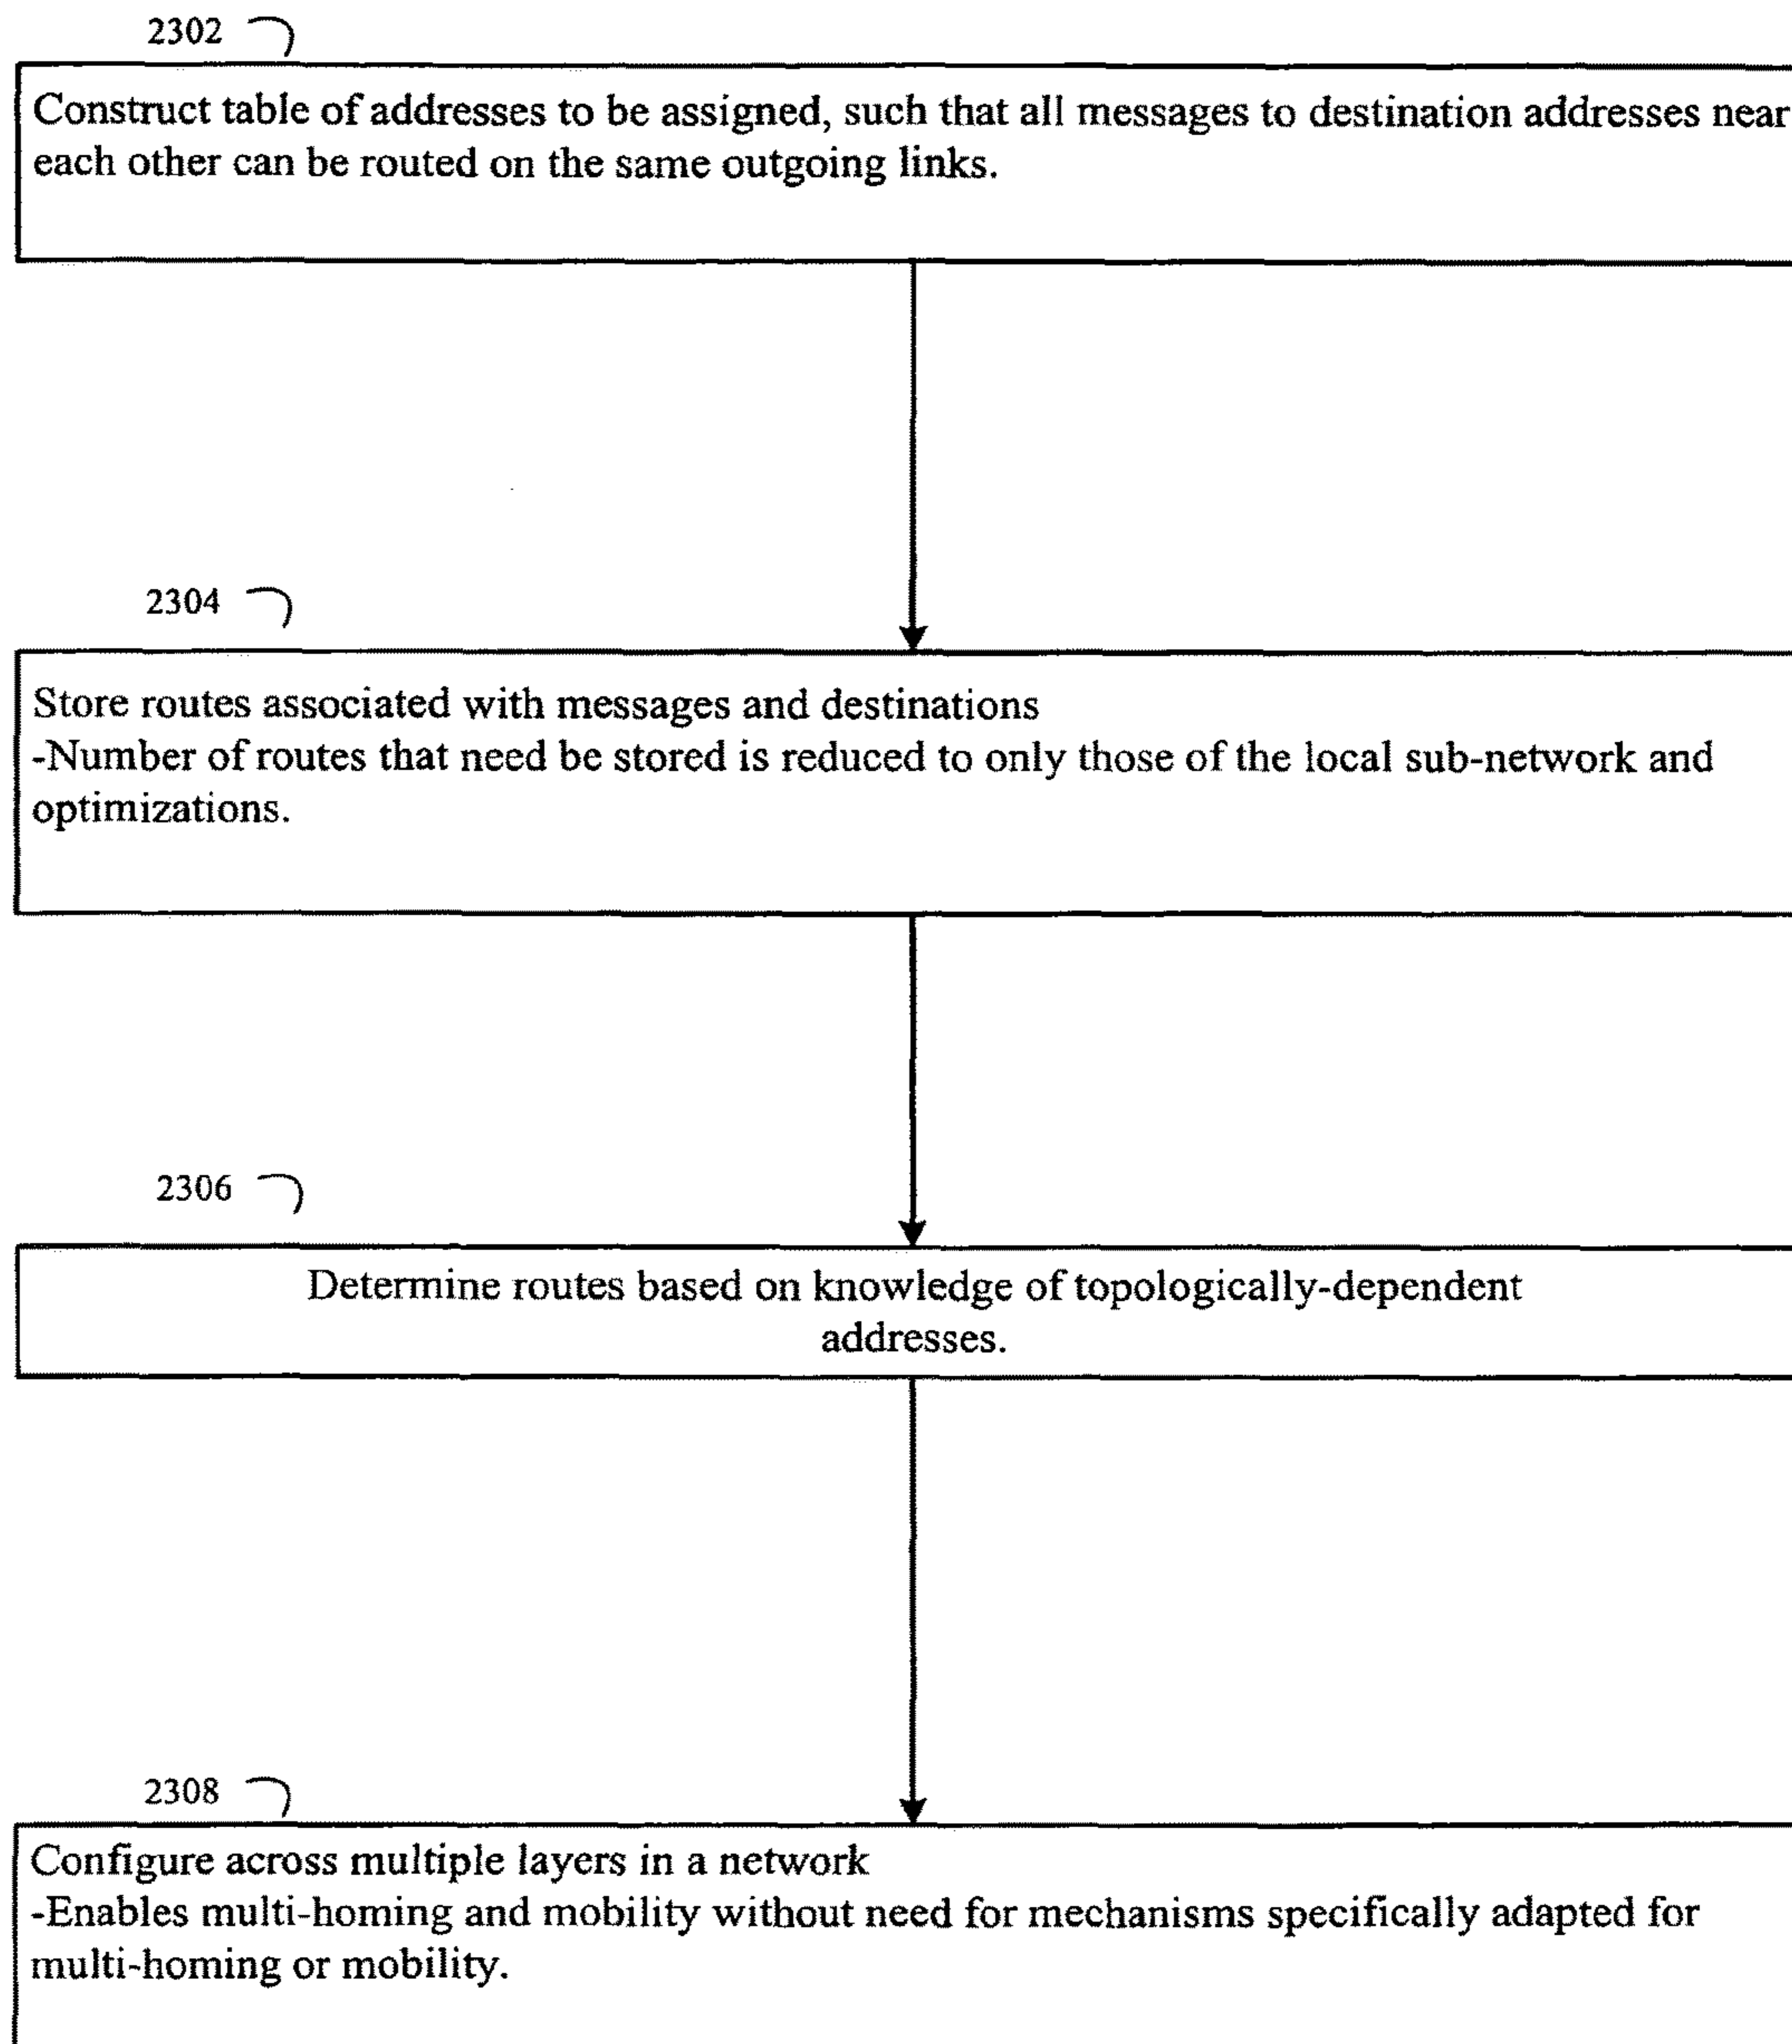 2302
Construct table of addresses to be assigned, such that all messages to destination addresses near
each other can be routed on the same outgoing links.
2304
Store routes associated with messages and destinations
-Number of routes that need be stored is reduced to only those of the local sub-network and
optimizations.
2306
Determine routes based on knowledge of topologically-dependent
addresses.
2308
Configure across multiple layers in a network
-Enables multi-homing and mobility without need for mechanisms specifically adapted for
multi-homing or mobility.